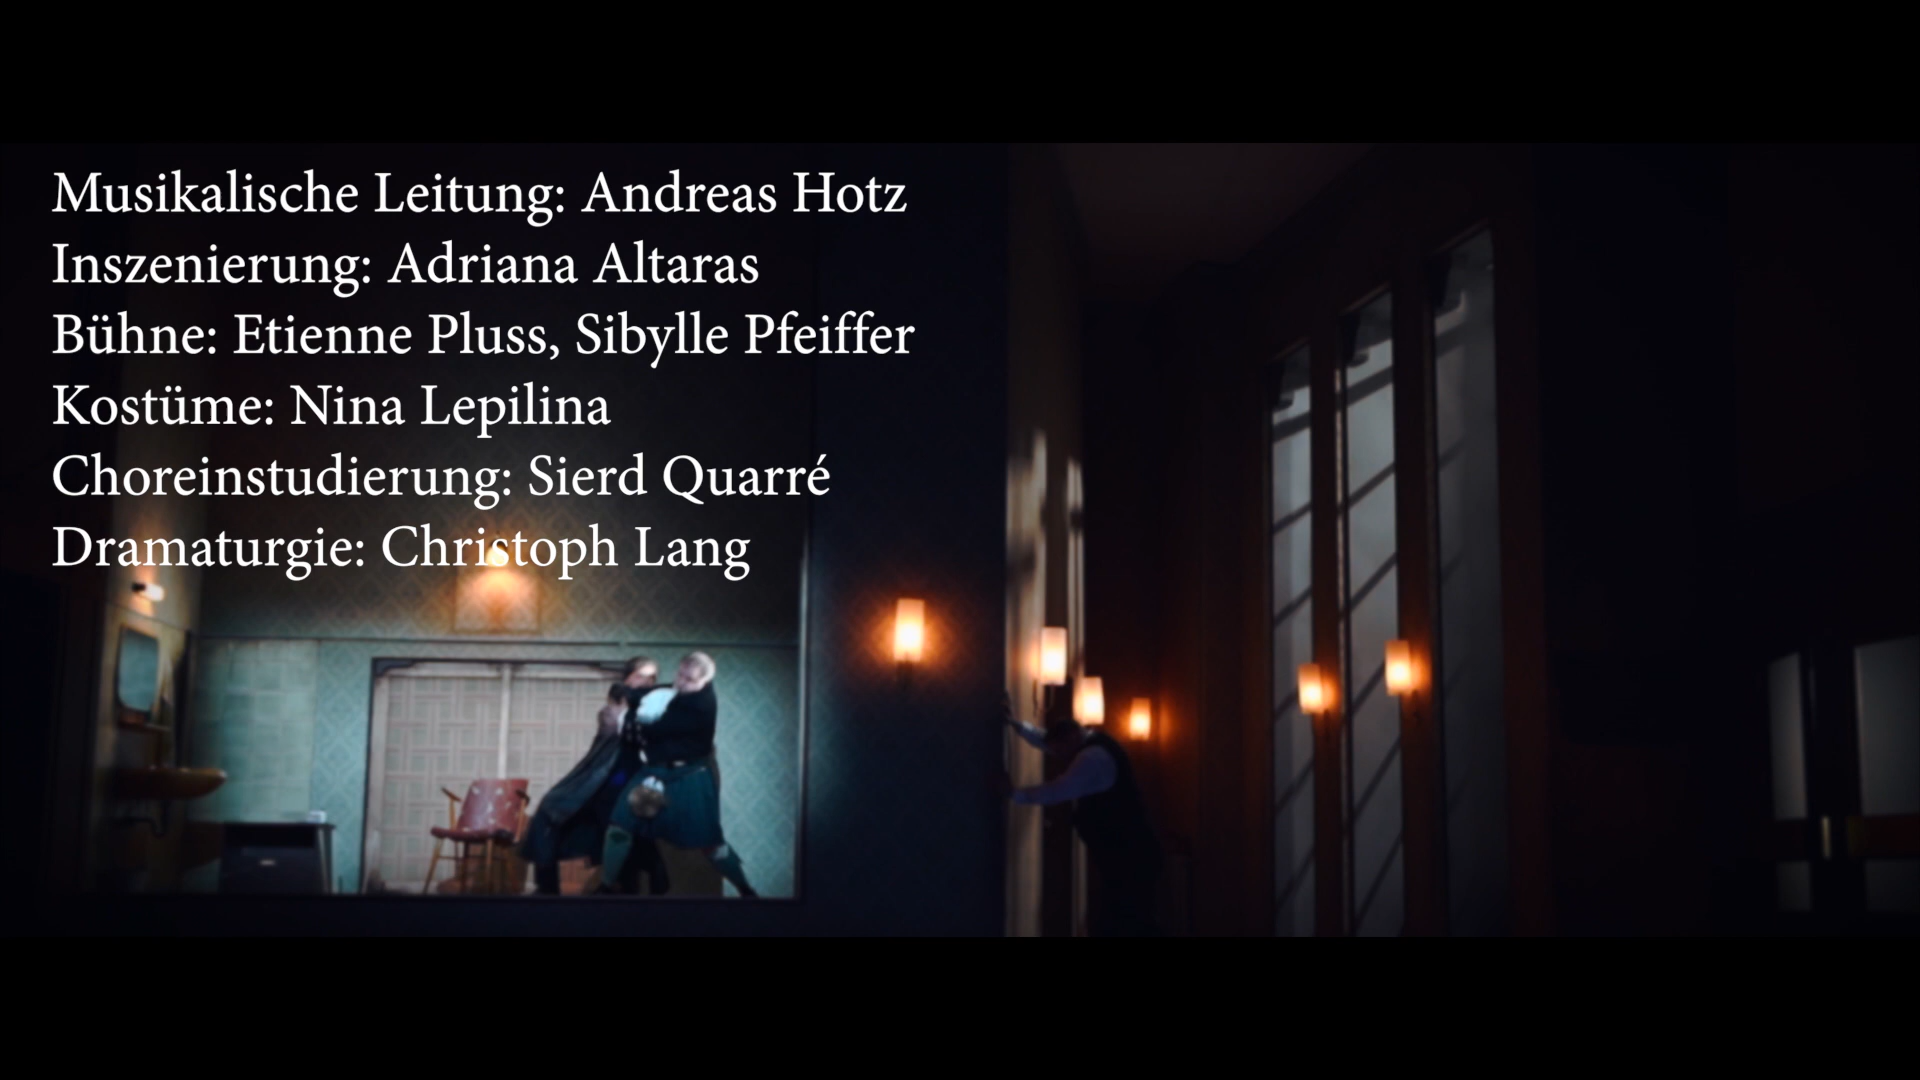 Musikalische Leitung: Andreas Hotz
Inszenierung: Adriana Altaras
Bühne: Etienne Pluss, Sibylle Pfeiffer
Kostüme: Nina Lepilina
Choreinstudierung: Sierd Quarré
Dramaturgie: Christoph Lang